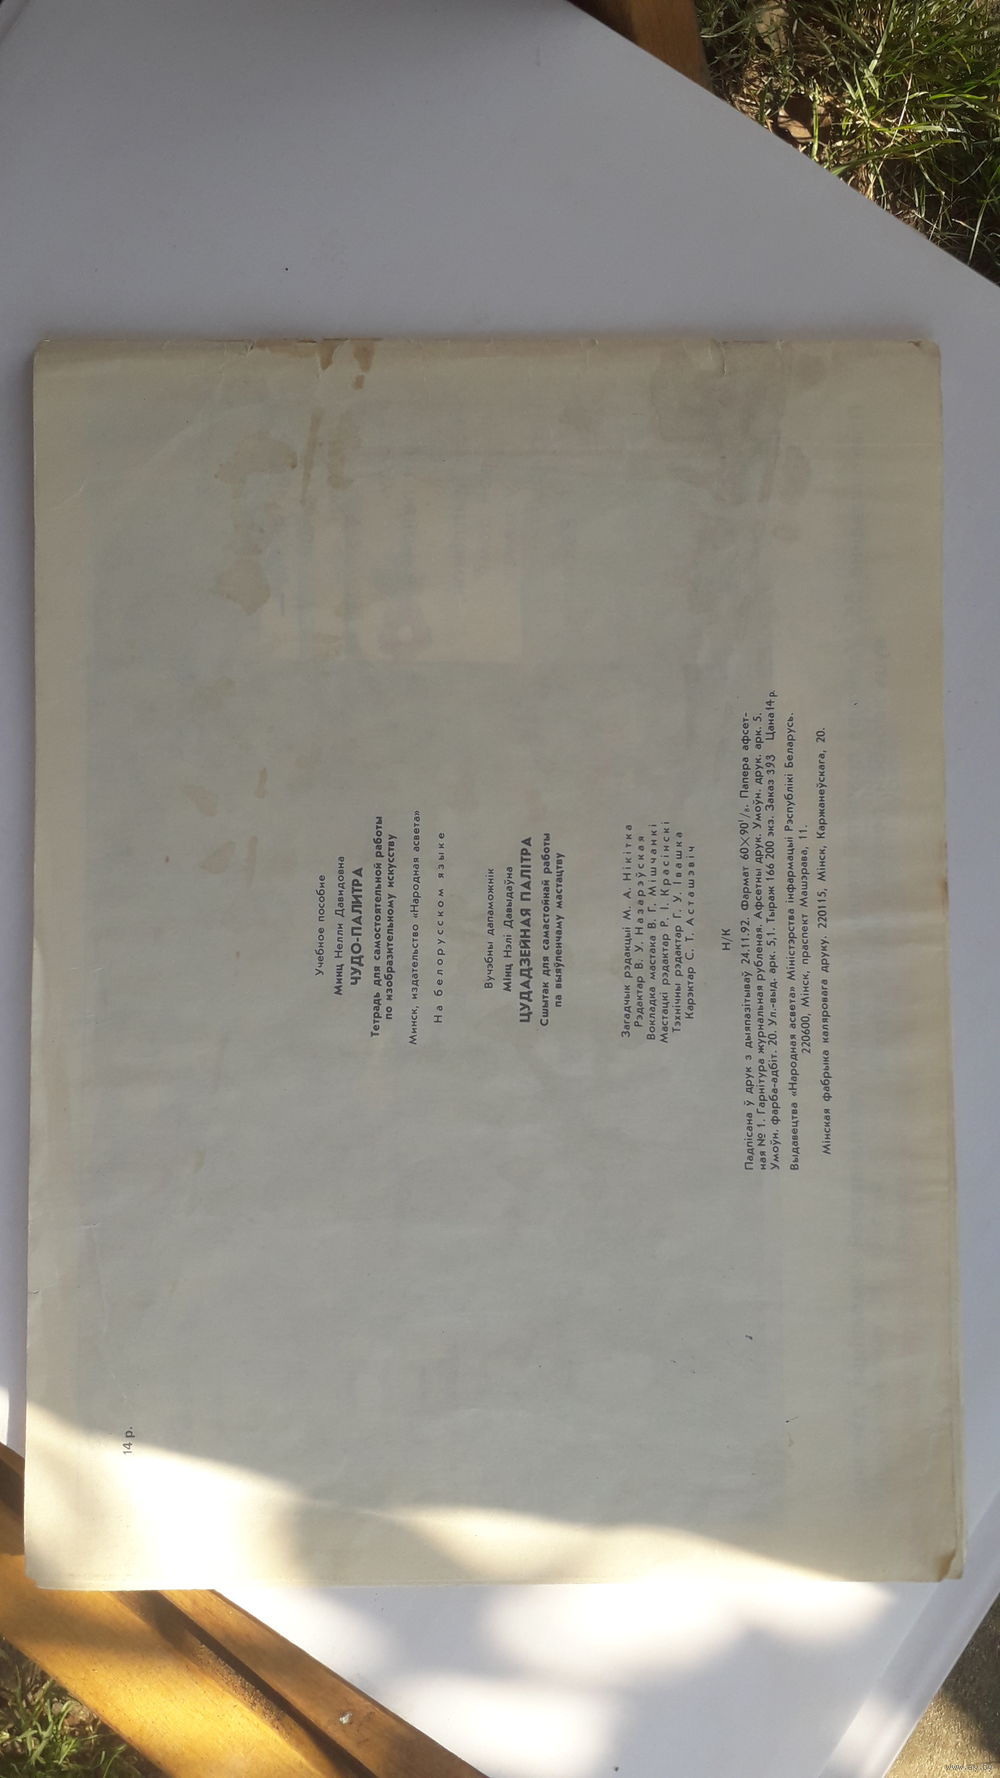 14 р.
Учебное пособие
Минц Нелли Давидовна
ЧУДО-ПАЛИТРА
Тетрадь для самостоятельной работы
по изобразительному искусству
Минск, издательство «Народная асвета»
На белорусском языке
Вучэбны дапаможнік
Мінц Нэлі Давыдаўна
ЦУДАДЗЕЙНАЯ ПАЛІТРА
Сшытак для самастойнай работы
па выяўленчаму мастацтву
Загадчык рэдакцыі М. А. Нікітка
Рэдактар В. У. Назарэўская
Вокладка мастака В. Г. Мішчанкі
Мастацкі рэдактар Р. І. Красінскі
Тэхнічны рэдактар Г. У. Івашка
Карэктар С. Т. Асташэвіч
Н/К
Падпісана ў друк з дыяпазітываў 24.11.92. Фармат 60×90¹/₈. Папера афсет-
ная № 1. Гарнітура журнальная рубленая. Афсетны друк. Умоўн. друк. арк. 5.
Умоўн. фарба-адбіт. 20. Ул.-выд. арк. 5,1. Тыраж 166 200 экз. Заказ 393 Цана 14 р.
Выдавецтва «Народная асвета» Міністэрства інфармацыі Рэспублікі Беларусь.
220600, Мінск, праспект Машэрава, 11.
Мінская фабрыка каляровага друку. 220115, Мінск, Каржанеўскага, 20.